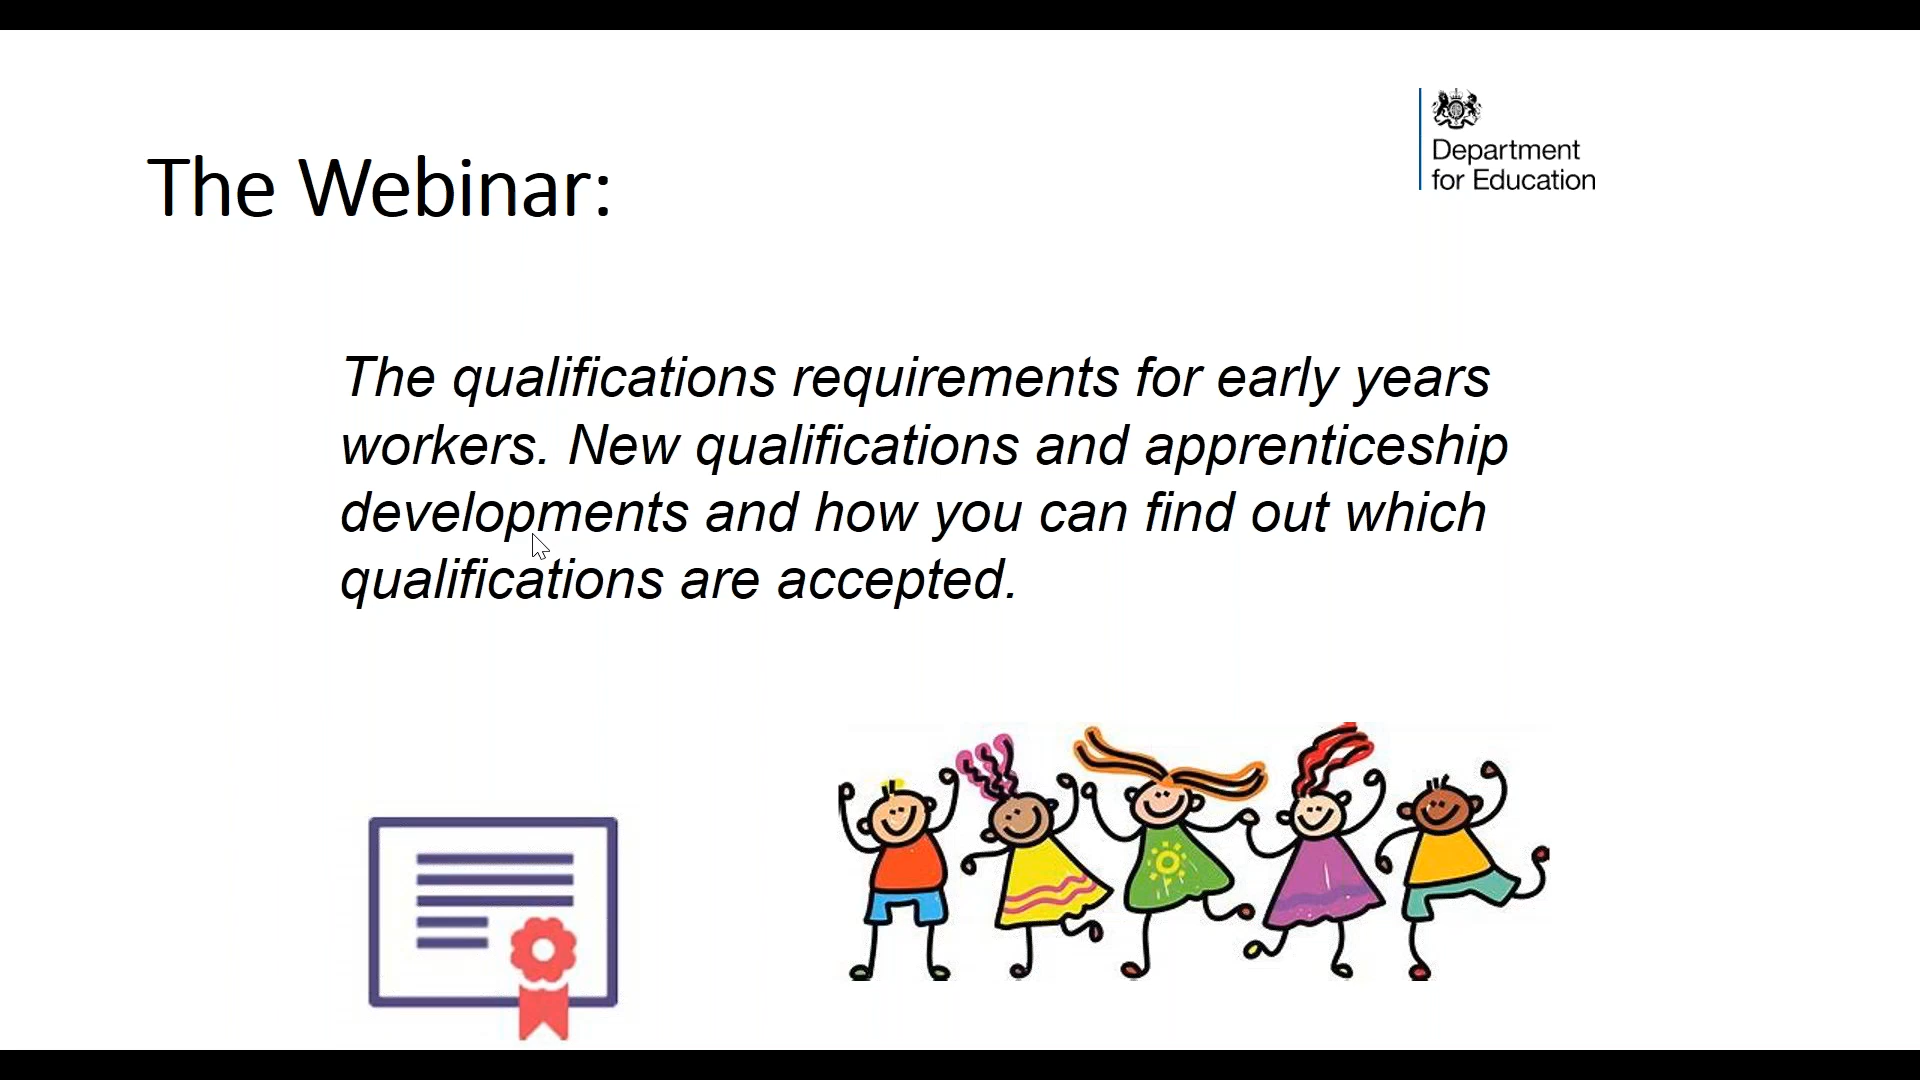 Department
for Education
The Webinar:
The qualifications requirements for early years
workers. New qualifications and apprenticeship
developments and how you can find out which
qualifications are accepted.